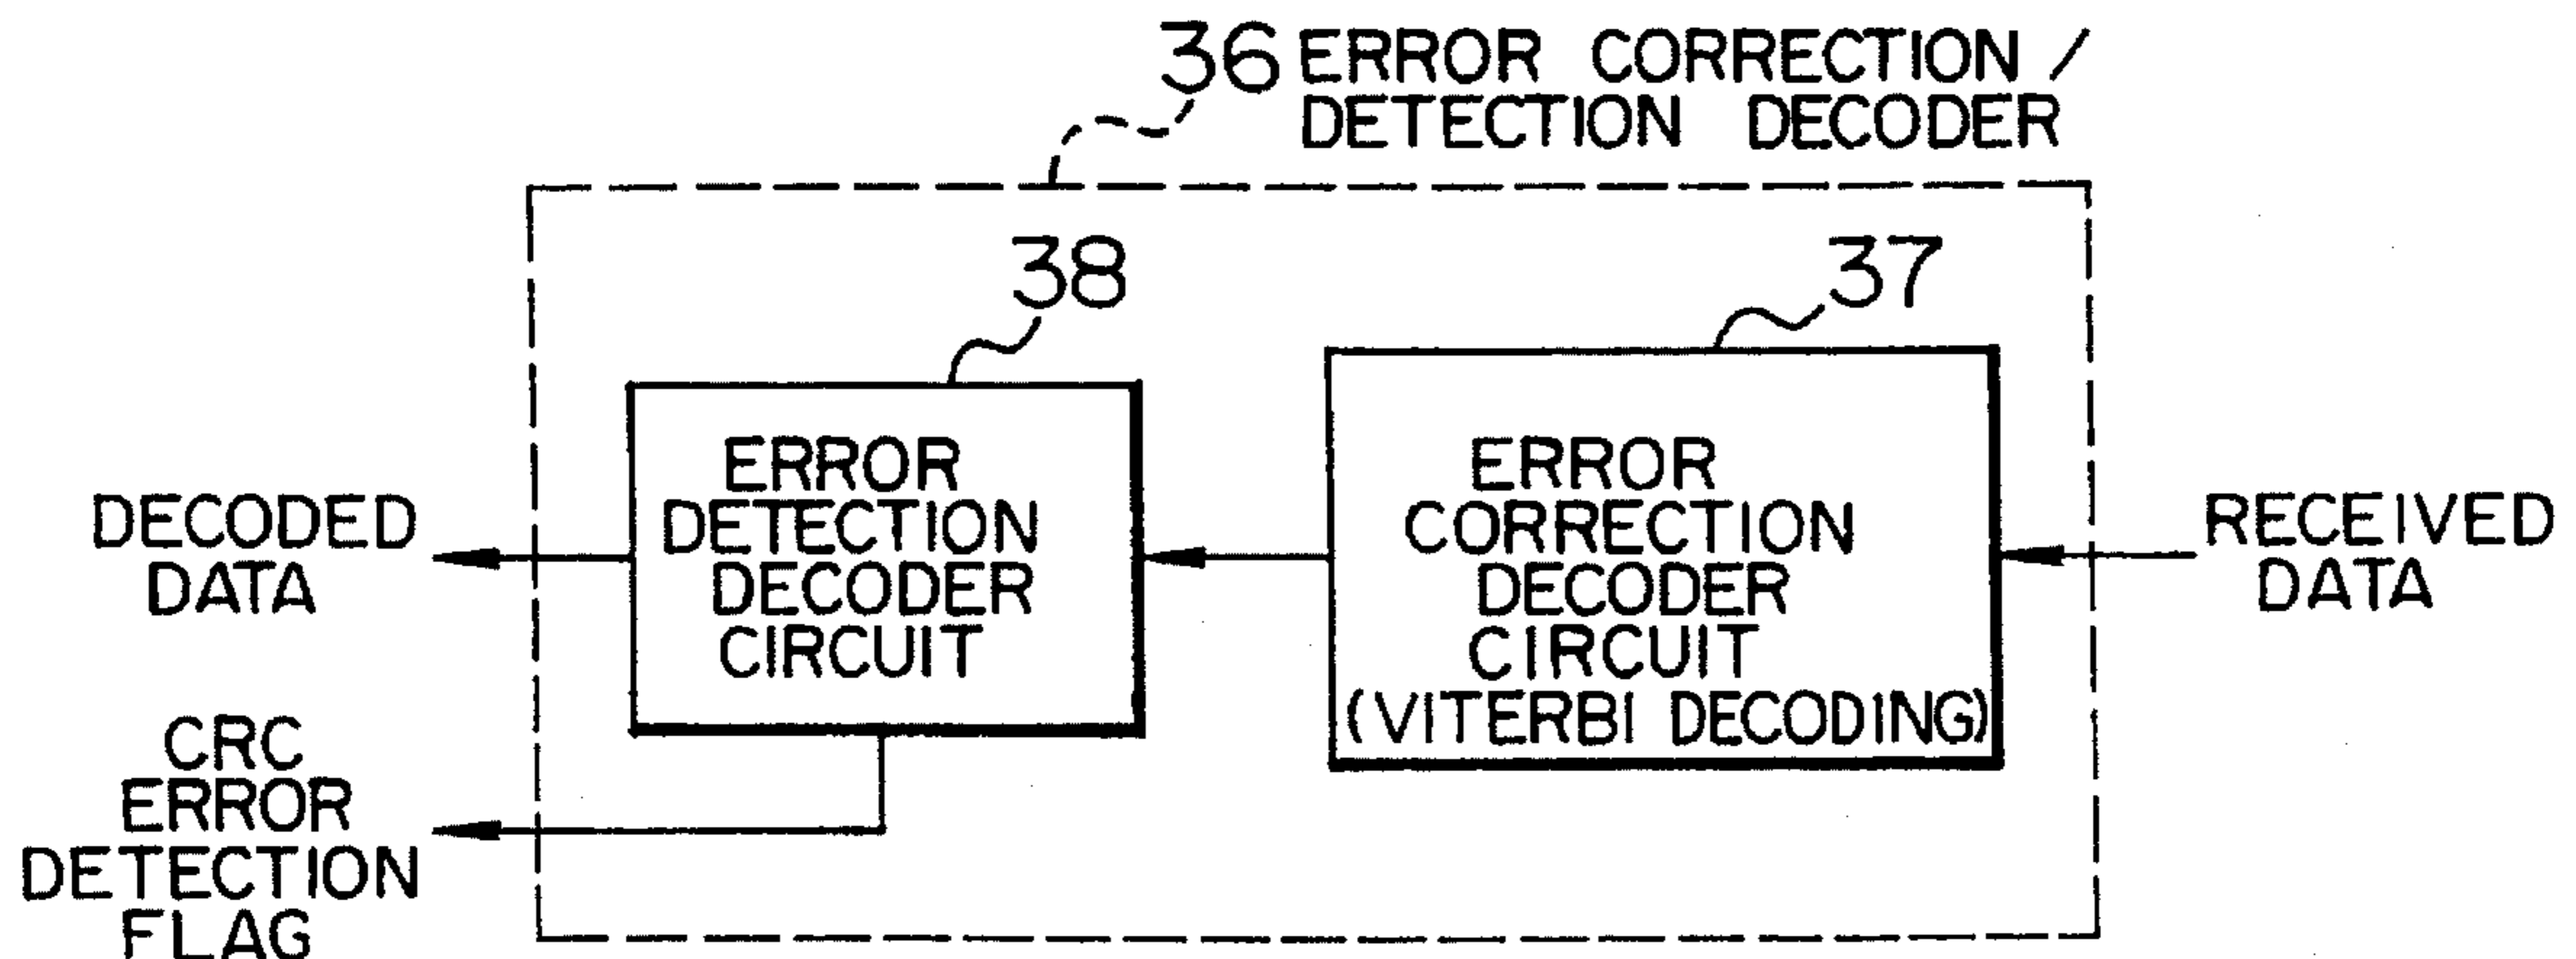 36 ERROR CORRECTION /
DETECTION DECODER
38
37
ERROR
DETECTION
DECODER
CIRCUIT
ERROR
CORRECTION
DECODER
CIRCUIT
(VITERBI DECODING)
DECODED
DATA
RECEIVED
DATA
CRC
ERROR
DETECTION
FLAG